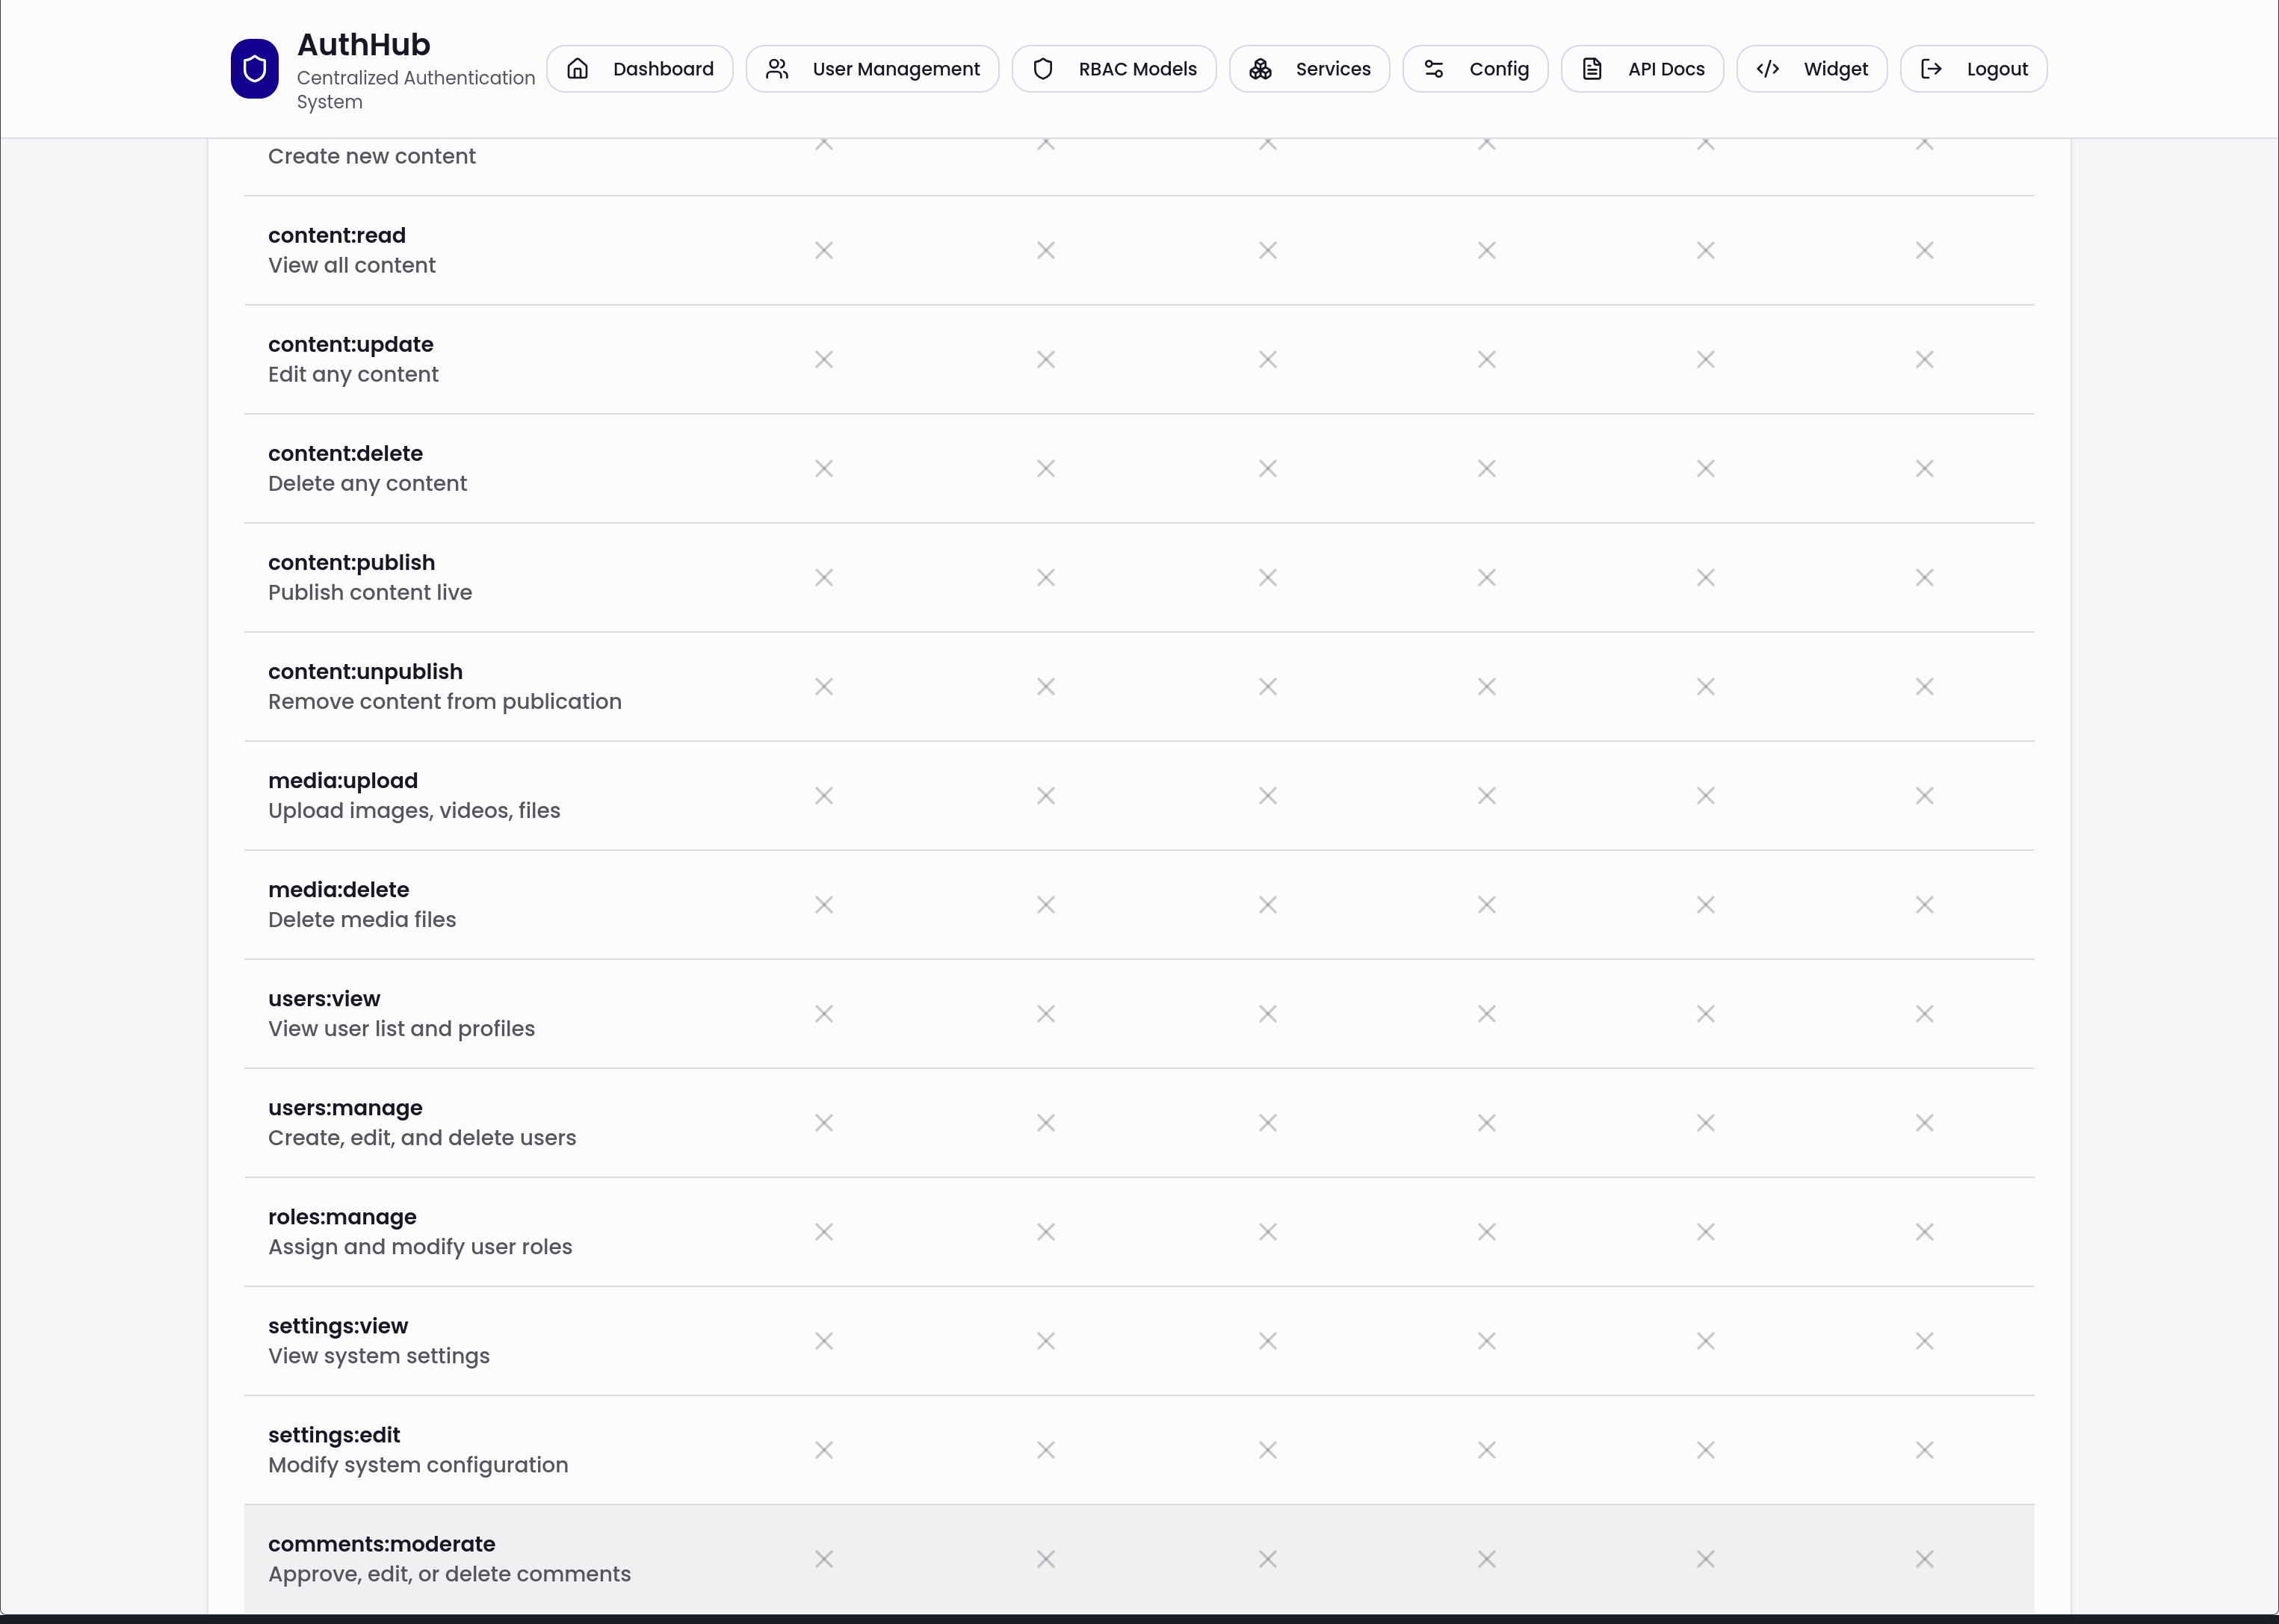 AuthHub
Centralized Authentication
System
Dashboard
User Management
RBAC Models
Services
Config
API Docs
Widget
Logout
Create new content
content:read
View all content
content:update
Edit any content
content:delete
Delete any content
content:publish
Publish content live
content:unpublish
Remove content from publication
media:upload
Upload images, videos, files
media:delete
Delete media files
users:view
View user list and profiles
users:manage
Create, edit, and delete users
roles:manage
Assign and modify user roles
settings:view
View system settings
settings:edit
Modify system configuration
comments:moderate
Approve, edit, or delete comments